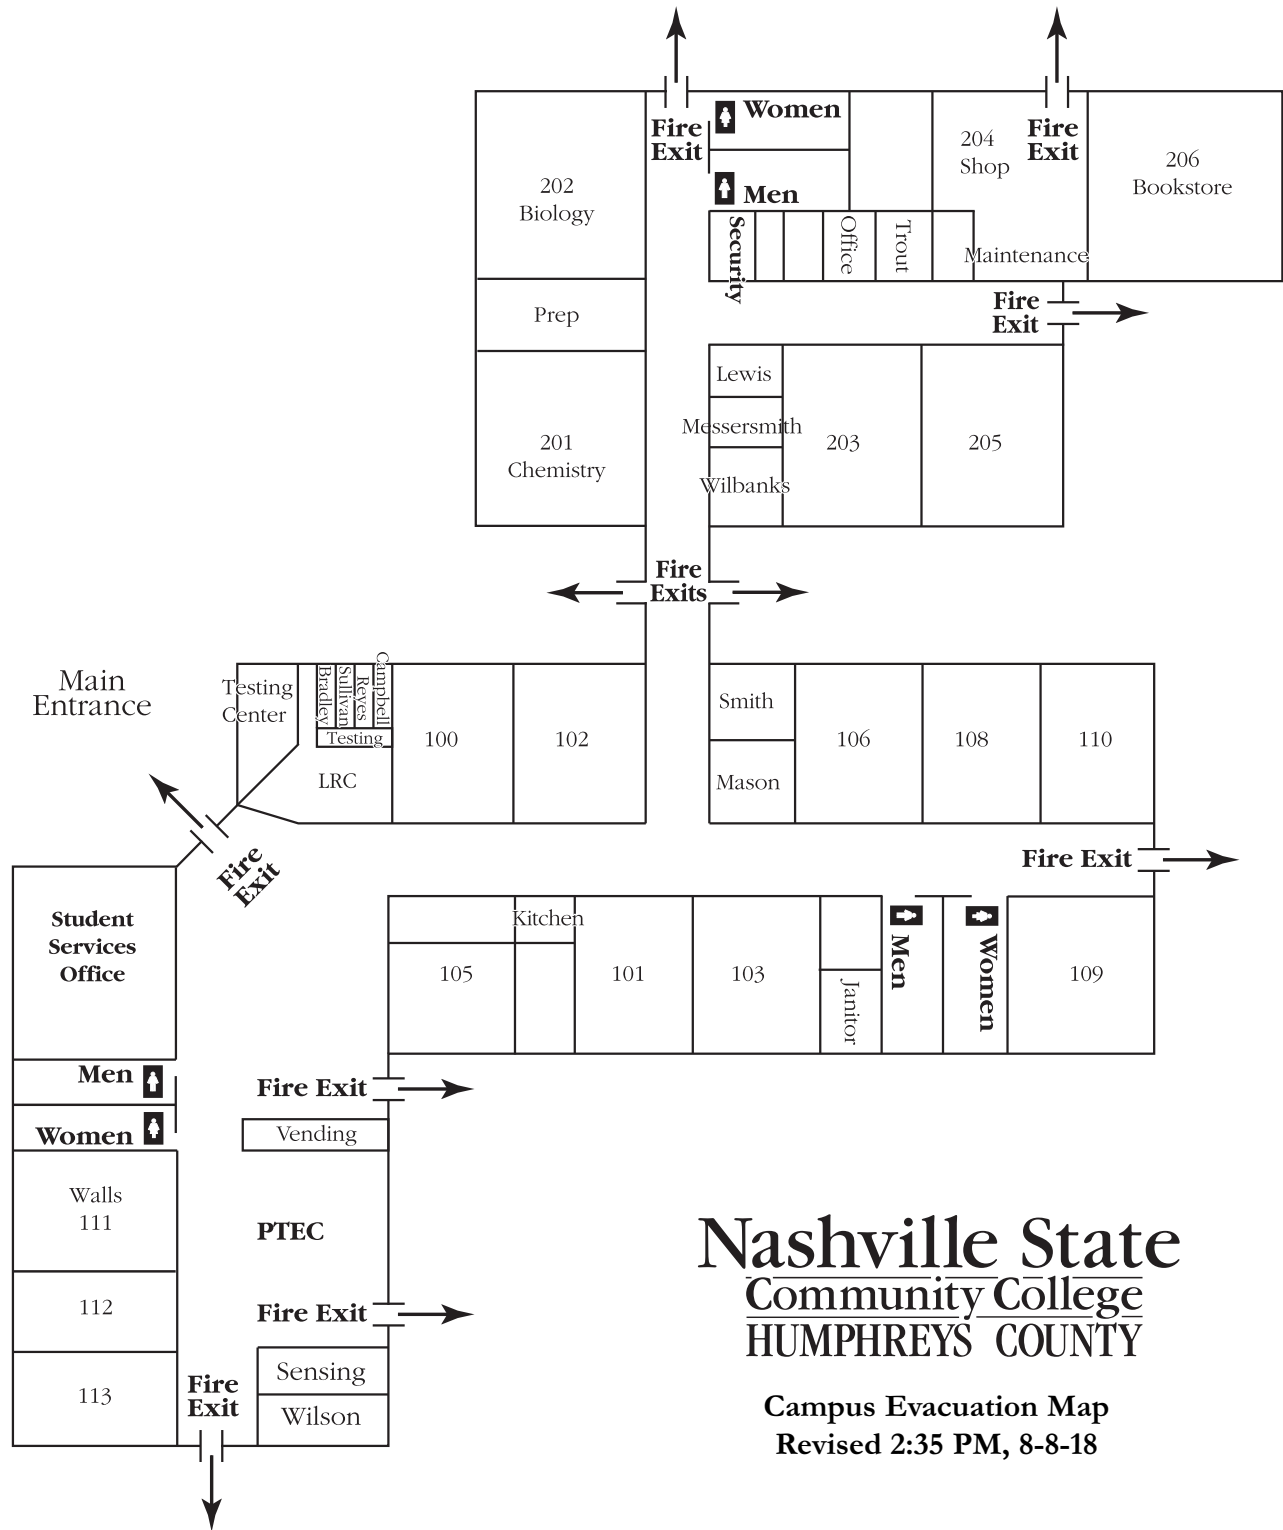 Women
Fire
Exit
Men
204
Shop
Fire
Exit
206
Bookstore
202
Biology
Security
Office
Trout
Maintenance
Prep
Fire
Exit
Lewis
Messersmith
Wilbanks
203
205
201
Chemistry
Fire
Exits
Main
Entrance
Testing
Center
Bradley
Sullivan
Reyes
Campbell
Testing
LRC
100
102
Smith
Mason
106
108
110
Fire
Exit
Fire Exit
Student
Services
Office
Kitchen
105
101
103
Janitor
Men
Women
109
Men
Women
Fire Exit
Vending
Walls
111
PTEC
112
Fire Exit
113
Fire
Exit
Sensing
Wilson
Nashville State
Community College
HUMPHREYS COUNTY
Campus Evacuation Map
Revised 2:35 PM, 8-8-18